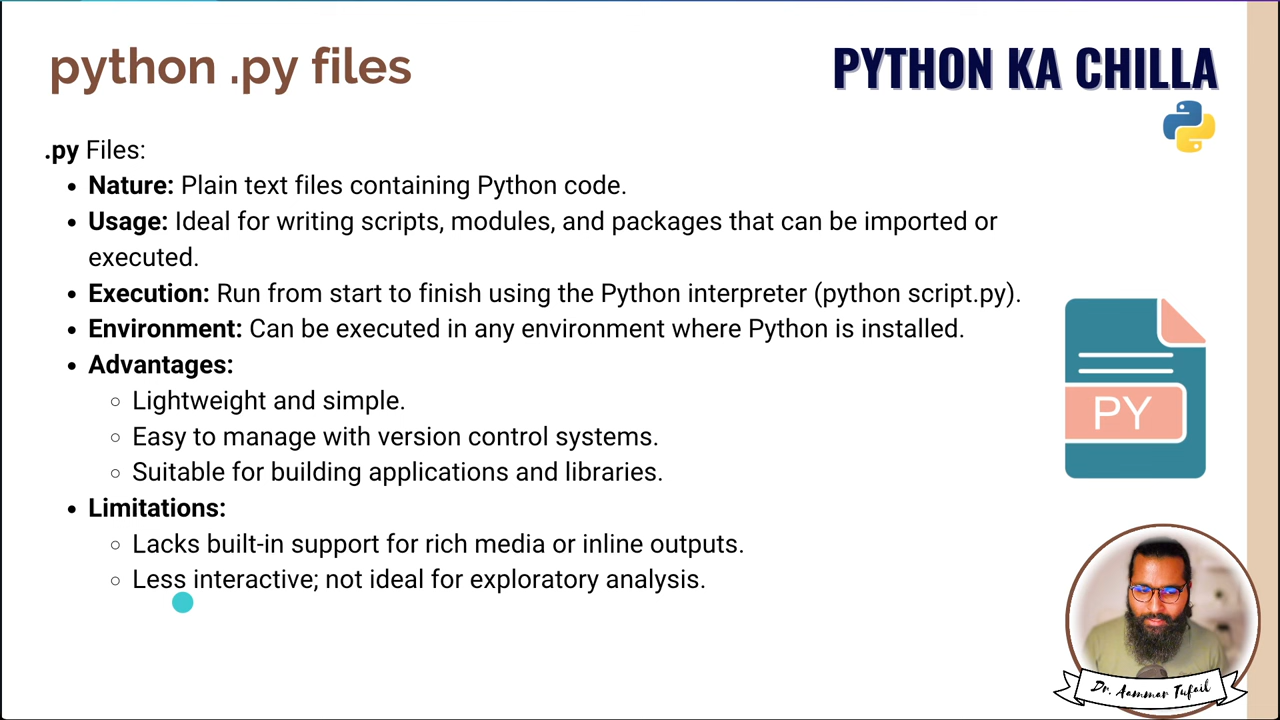 python .py files
PYTHON KA CHILLA
.py Files:
• Nature: Plain text files containing Python code.
• Usage: Ideal for writing scripts, modules, and packages that can be imported or
executed.
• Execution: Run from start to finish using the Python interpreter (python script.py).
• Environment: Can be executed in any environment where Python is installed.
• Advantages:
○ Lightweight and simple.
○ Easy to manage with version control systems.
○ Suitable for building applications and libraries.
• Limitations:
○ Lacks built-in support for rich media or inline outputs.
○ Less interactive; not ideal for exploratory analysis.
PY
Dr. Aammar Tufail